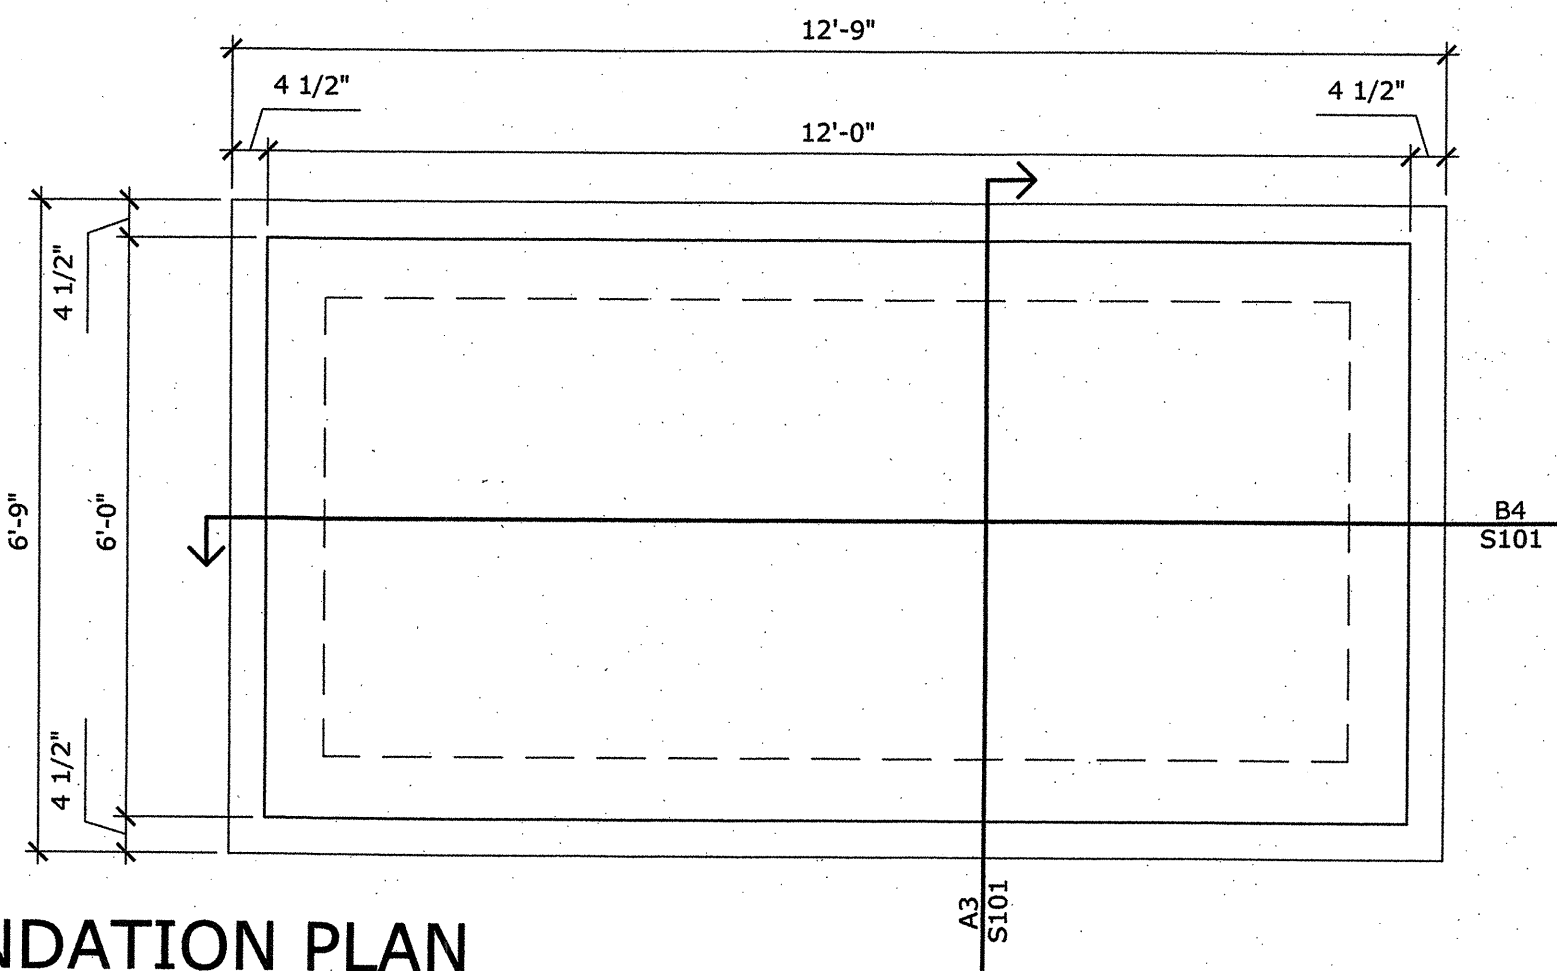 12'-9"
4 1/2"
4 1/2"
12'-0"
4 1/2"
6'-9"
6'-0"
B4
S101
4 1/2"
A3
S101
NDATION PLAN